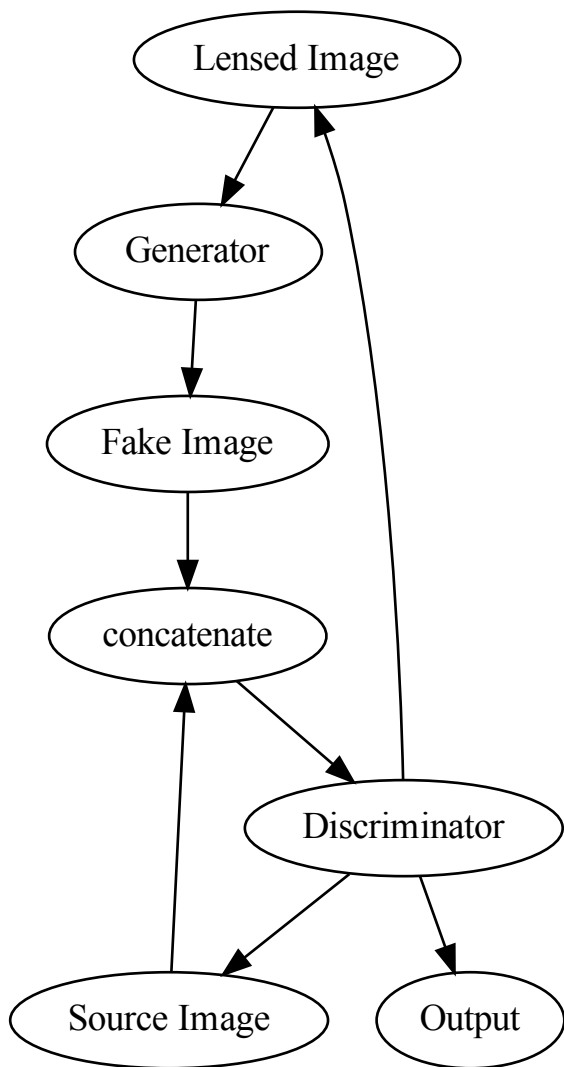 Lensed Image
Generator
Fake Image
concatenate
Discriminator
Source Image
Output